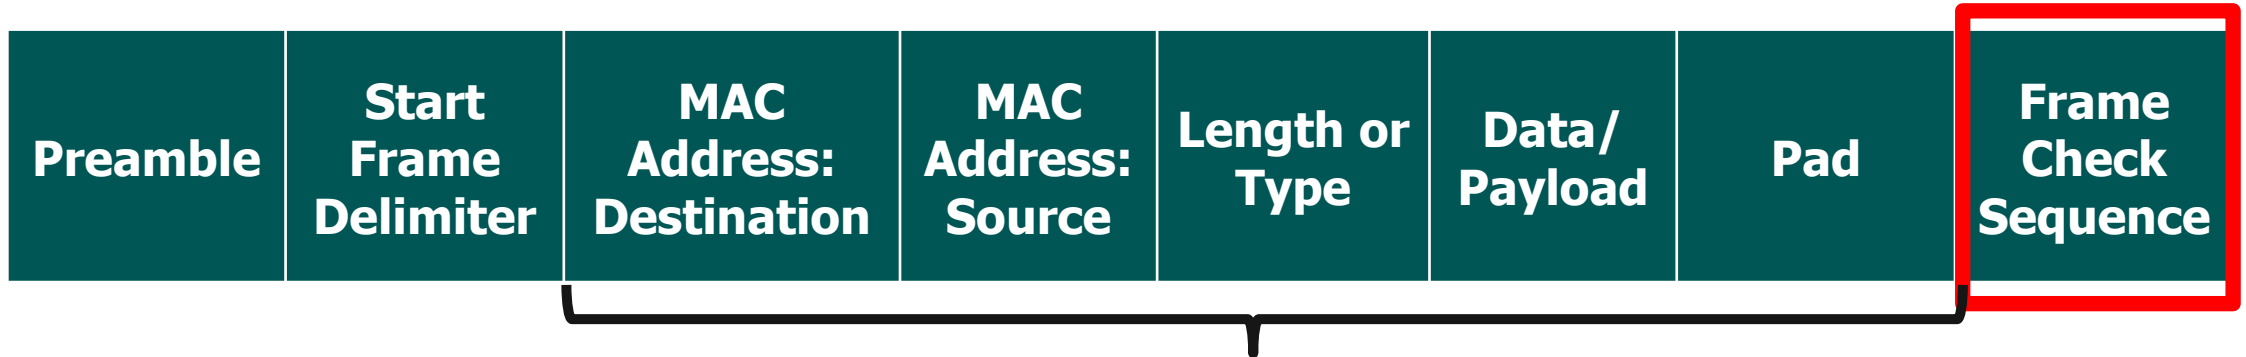 Preamble
Start
Frame
Delimiter
MAC
Address:
Destination
MAC
Address:
Source
Length or
Type
Data/
Payload
Pad
Frame
Check
Sequence